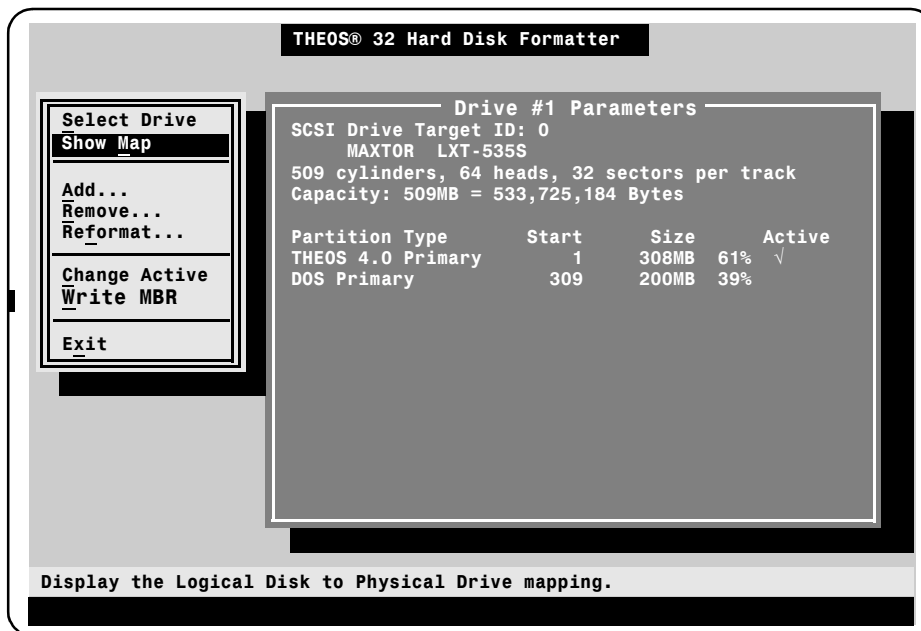 THEOS® 32 Hard Disk Formatter
Select Drive
Show Map
Add...
Remove...
Reformat...
Change Active
Write MBR
Exit
Drive #1 Parameters
SCSI Drive Target ID: 0
MAXTOR LXT-535S
509 cylinders, 64 heads, 32 sectors per track
Capacity: 509MB = 533,725,184 Bytes
Partition Type Start Size Active
THEOS 4.0 Primary 1 308MB 61% √
DOS Primary 309 200MB 39%
Display the Logical Disk to Physical Drive mapping.